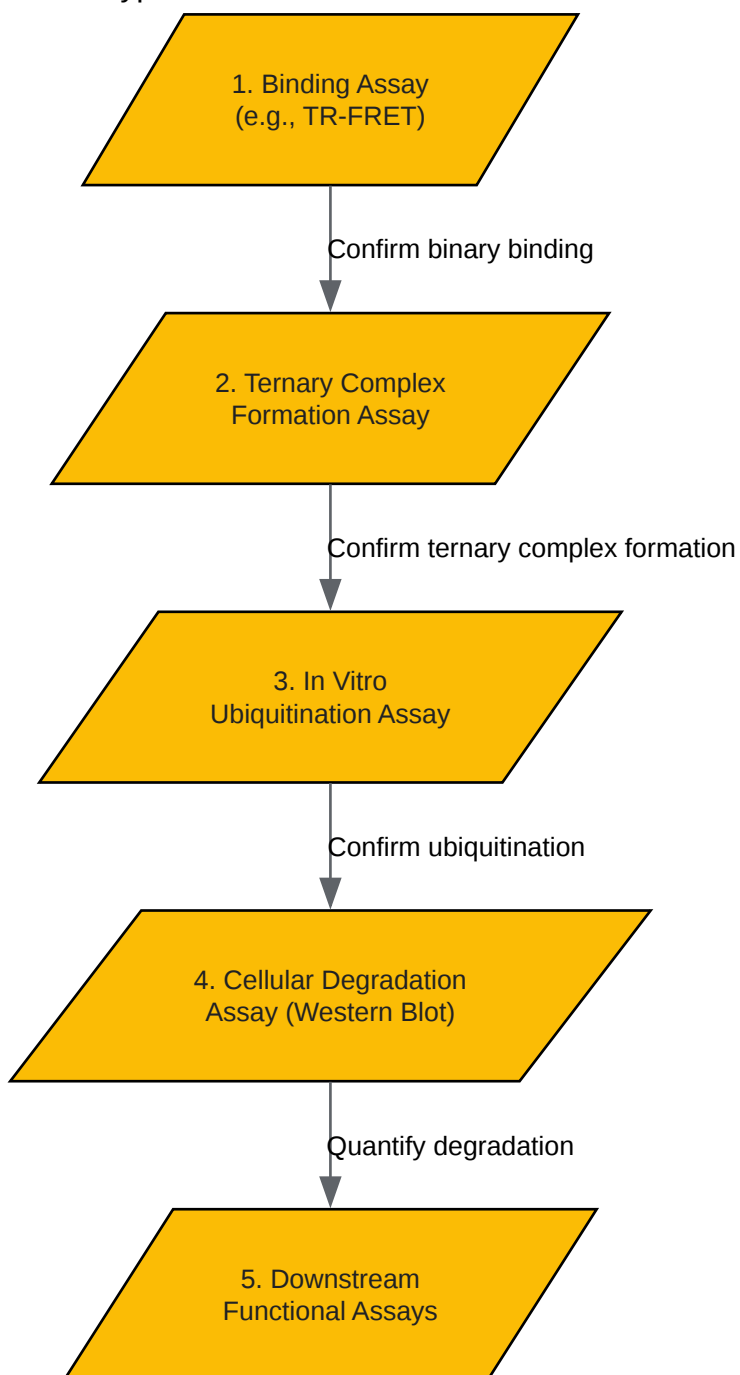 1. Binding Assay
(e.g., TR-FRET)
Confirm binary binding
2. Ternary Complex
Formation Assay
Confirm ternary complex formation
3. In Vitro
Ubiquitination Assay
Confirm ubiquitination
4. Cellular Degradation
Assay (Western Blot)
Quantify degradation
5. Downstream
Functional Assays